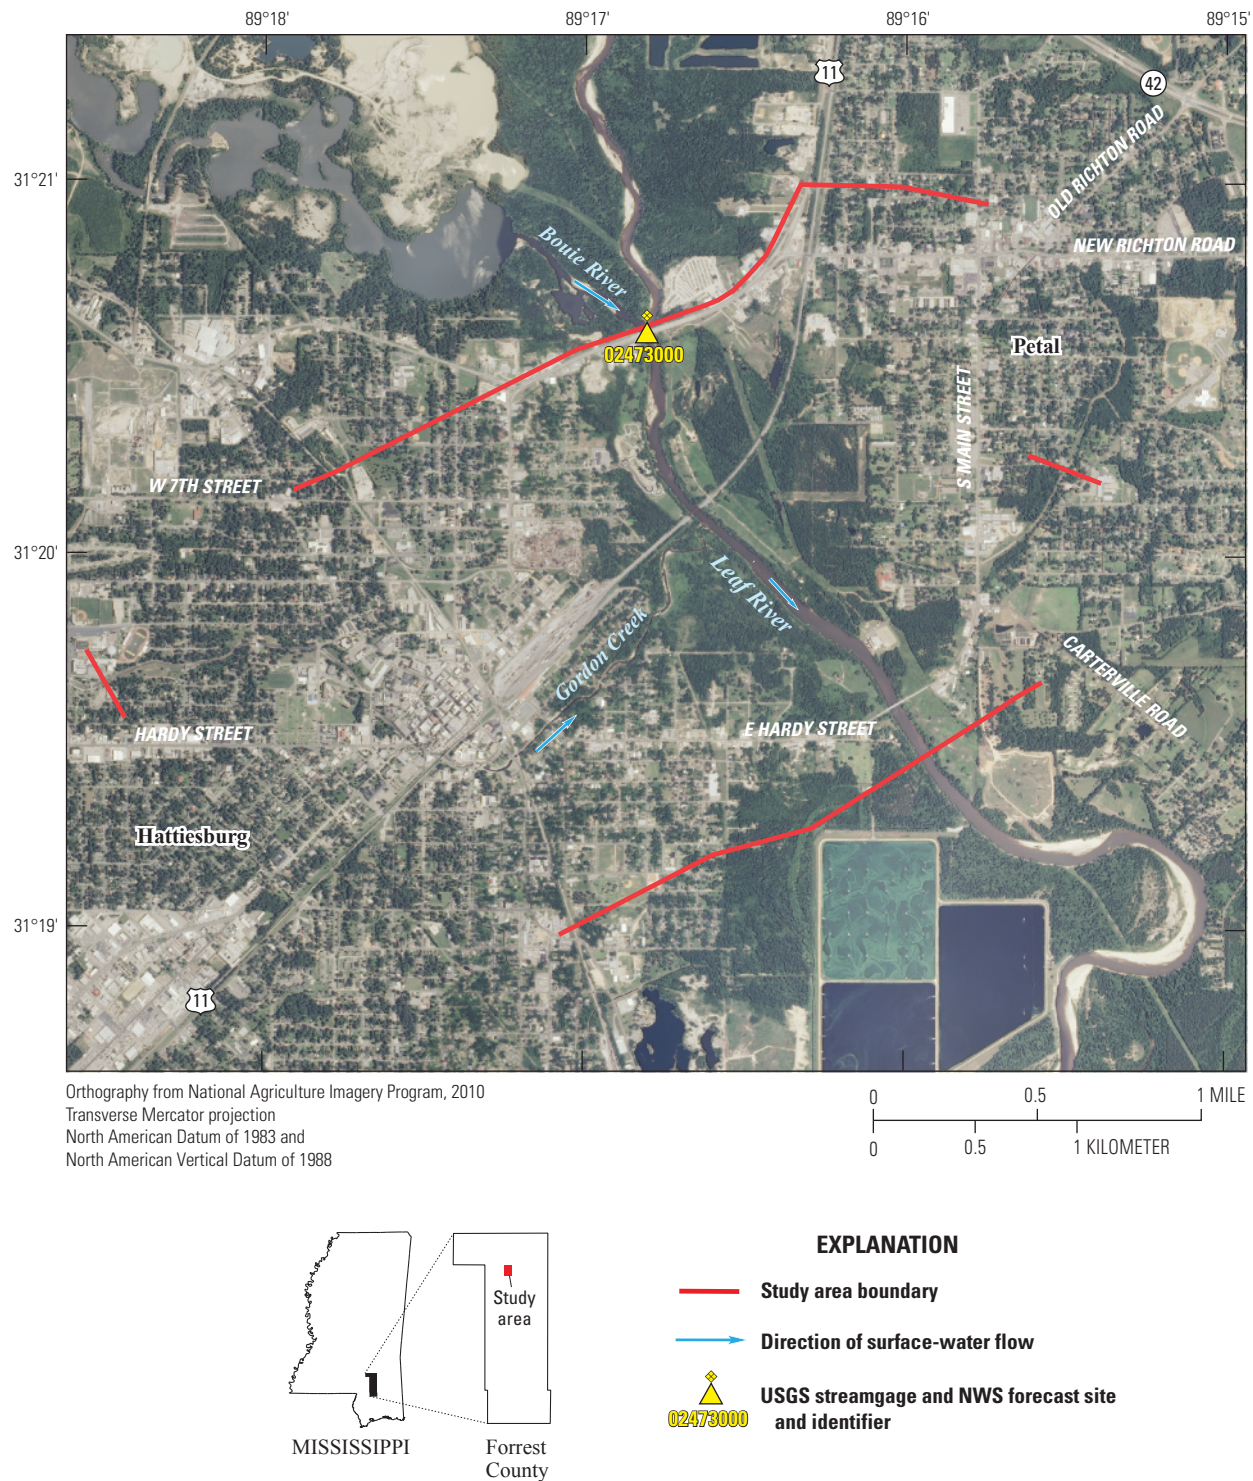 89°18'
89°17'
89°16'
89°15'
11
42
OLD RICHTON ROAD
31°21'
NEW RICHTON ROAD
Bouie River
02473000
Petal
S MAIN STREET
W 7TH STREET
31°20'
Leaf River
Gordon Creek
CARTERVILLE ROAD
HARDY STREET
E HARDY STREET
Hattiesburg
31°19'
11
Orthography from National Agriculture Imagery Program, 2010
Transverse Mercator projection
North American Datum of 1983 and
North American Vertical Datum of 1988
0 0.5 1 MILE
0 0.5 1 KILOMETER
EXPLANATION
Study area boundary
Direction of surface-water flow
02473000
USGS streamgage and NWS forecast site
and identifier
Study
area
MISSISSIPPI
Forrest
County